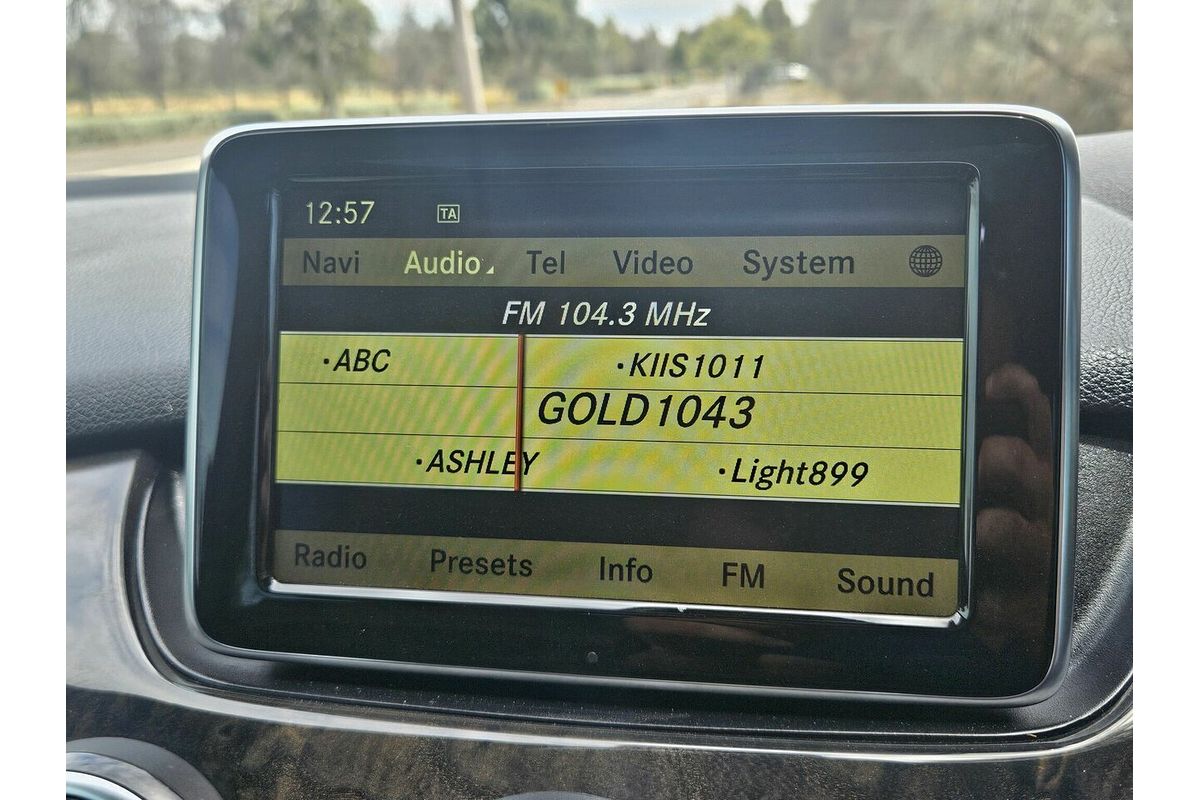 12:57 TA
Navi Audio Tel Video System
FM 104.3 MHz
·ABC ·KIIS1011
GOLD1043
·ASHLEY ·Light899
Radio Presets Info FM Sound